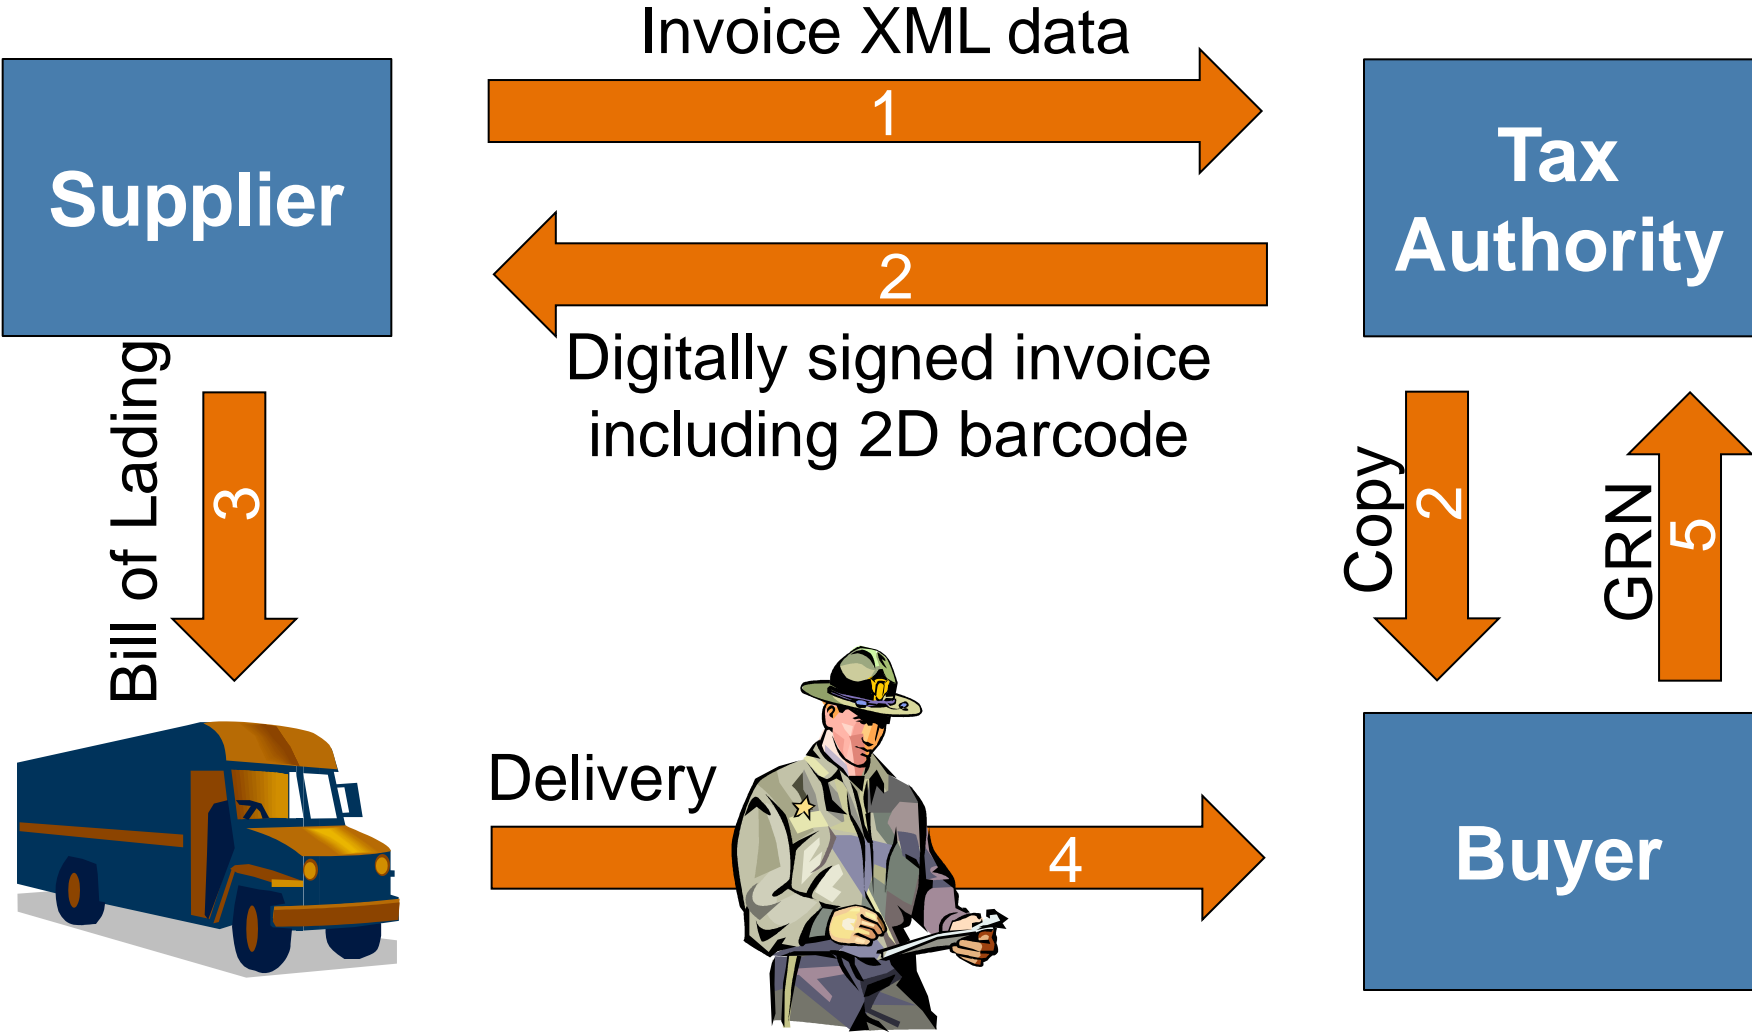 Invoice XML data
1
Supplier
Tax
Authority
2
Digitally signed invoice
including 2D barcode
Bill of Lading
3
Copy
2
GRN
5
Delivery
4
Buyer